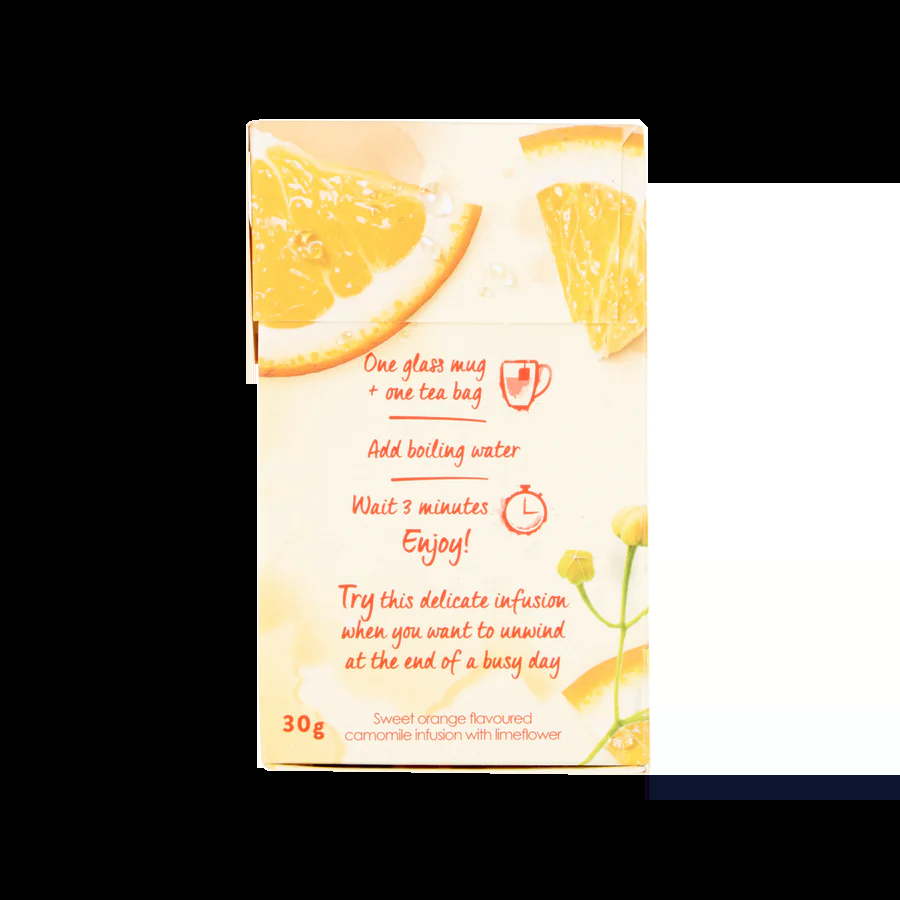 One glass mug
+ one tea bag
Add boiling water
Wait 3 minutes
Enjoy!
Try this delicate infusion
when you want to unwind
at the end of a busy day
30g
Sweet orange flavoured
camomile infusion with limeflower